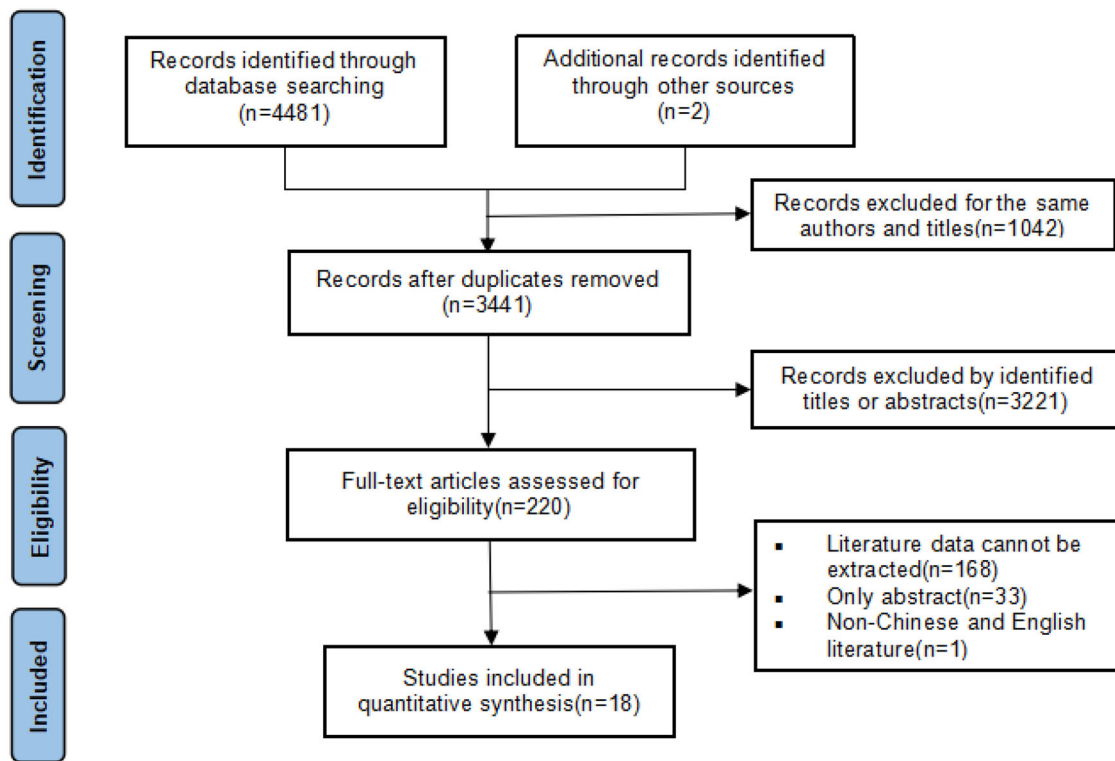 Identification
Records identified through
database searching
(n=4481)
Additional records identified
through other sources
(n=2)
Records excluded for the same
authors and titles(n=1042)
Screening
Records after duplicates removed
(n=3441)
Records excluded by identified
titles or abstracts(n=3221)
Eligibility
Full-text articles assessed for
eligibility(n=220)
▪ Literature data cannot be
extracted(n=168)
▪ Only abstract(n=33)
▪ Non-Chinese and English
literature(n=1)
Included
Studies included in
quantitative synthesis(n=18)